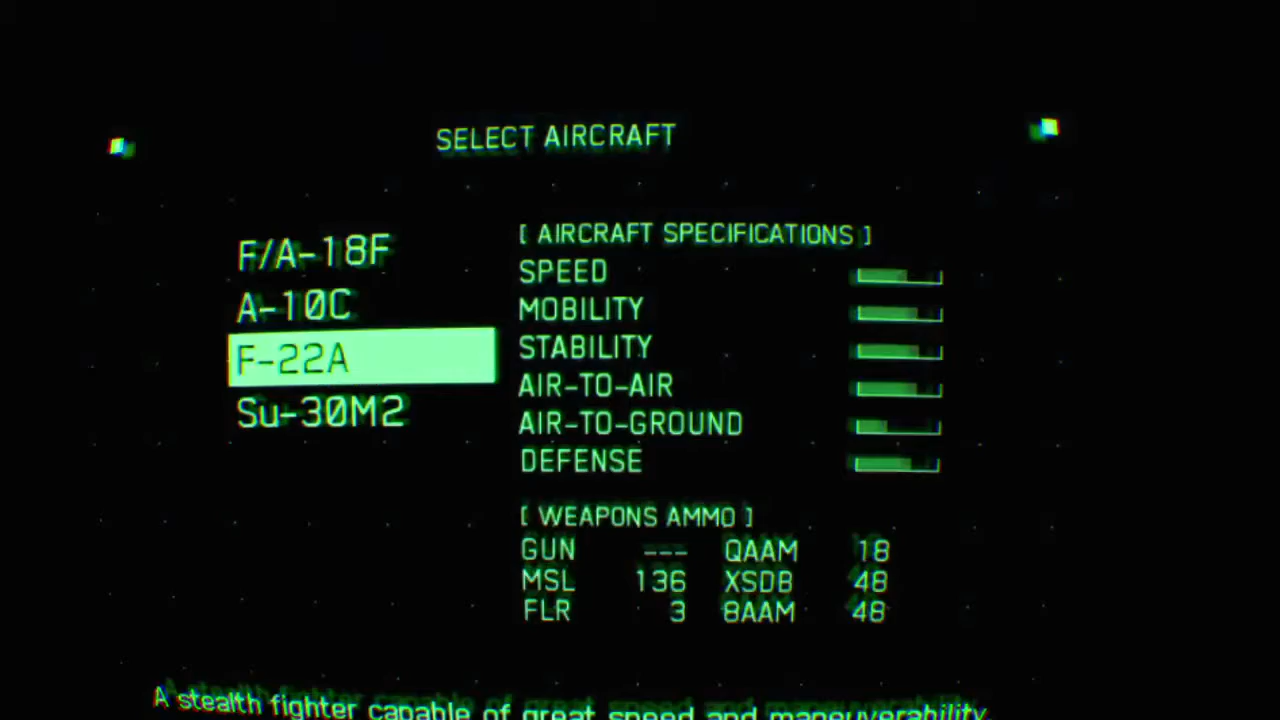 SELECT AIRCRAFT
F/A-18F
A-10C
F-22A
Su-30M2
[ AIRCRAFT SPECIFICATIONS ]
SPEED
MOBILITY
STABILITY
AIR-TO-AIR
AIR-TO-GROUND
DEFENSE
[ WEAPONS AMMO ]
GUN --- QAAM 18
MSL 136 XSDB 48
FLR 3 8AAM 48
A stealth fighter capable of great speed and maneuverability.